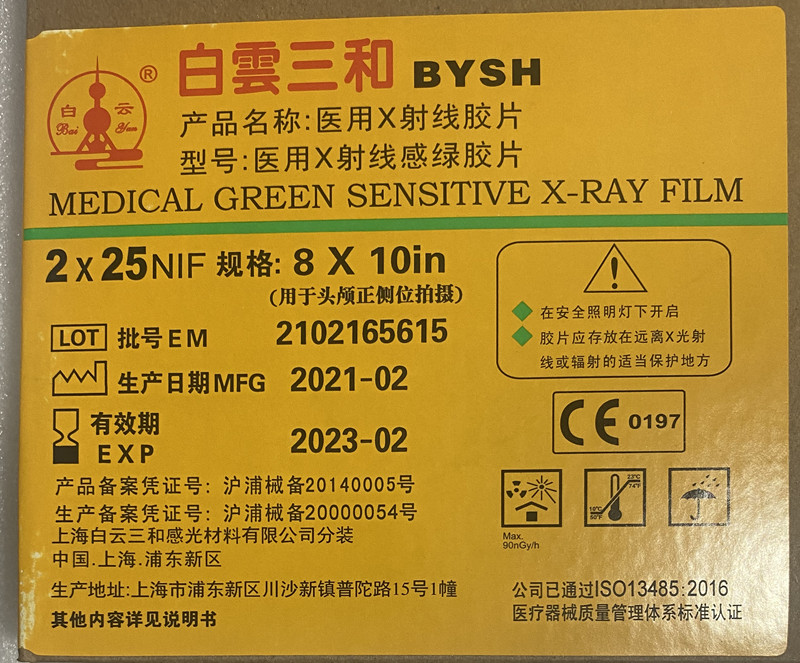 白雲三和 BYSH
®
白 云
Bai Yun
产品名称:医用X射线胶片
型号:医用X射线感绿胶片
MEDICAL GREEN SENSITIVE X-RAY FILM
2 x 25NIF 规格: 8 X 10in
(用于头颅正侧位拍摄)
LOT 批号EM 2102165615
生产日期MFG 2021-02
有效期
EXP 2023-02
在安全照明灯下开启
胶片应存放在远离X光射
线或辐射的适当保护地方
CE 0197
Max.
90nGy/h
10℃
50℉
23℃
74℉
产品备案凭证号：沪浦械备20140005号
生产备案凭证号：沪浦械备20000054号
上海白云三和感光材料有限公司分装
中国.上海.浦东新区
生产地址:上海市浦东新区川沙新镇普陀路15号1幢
其他内容详见说明书
公司已通过ISO13485:2016
医疗器械质量管理体系标准认证